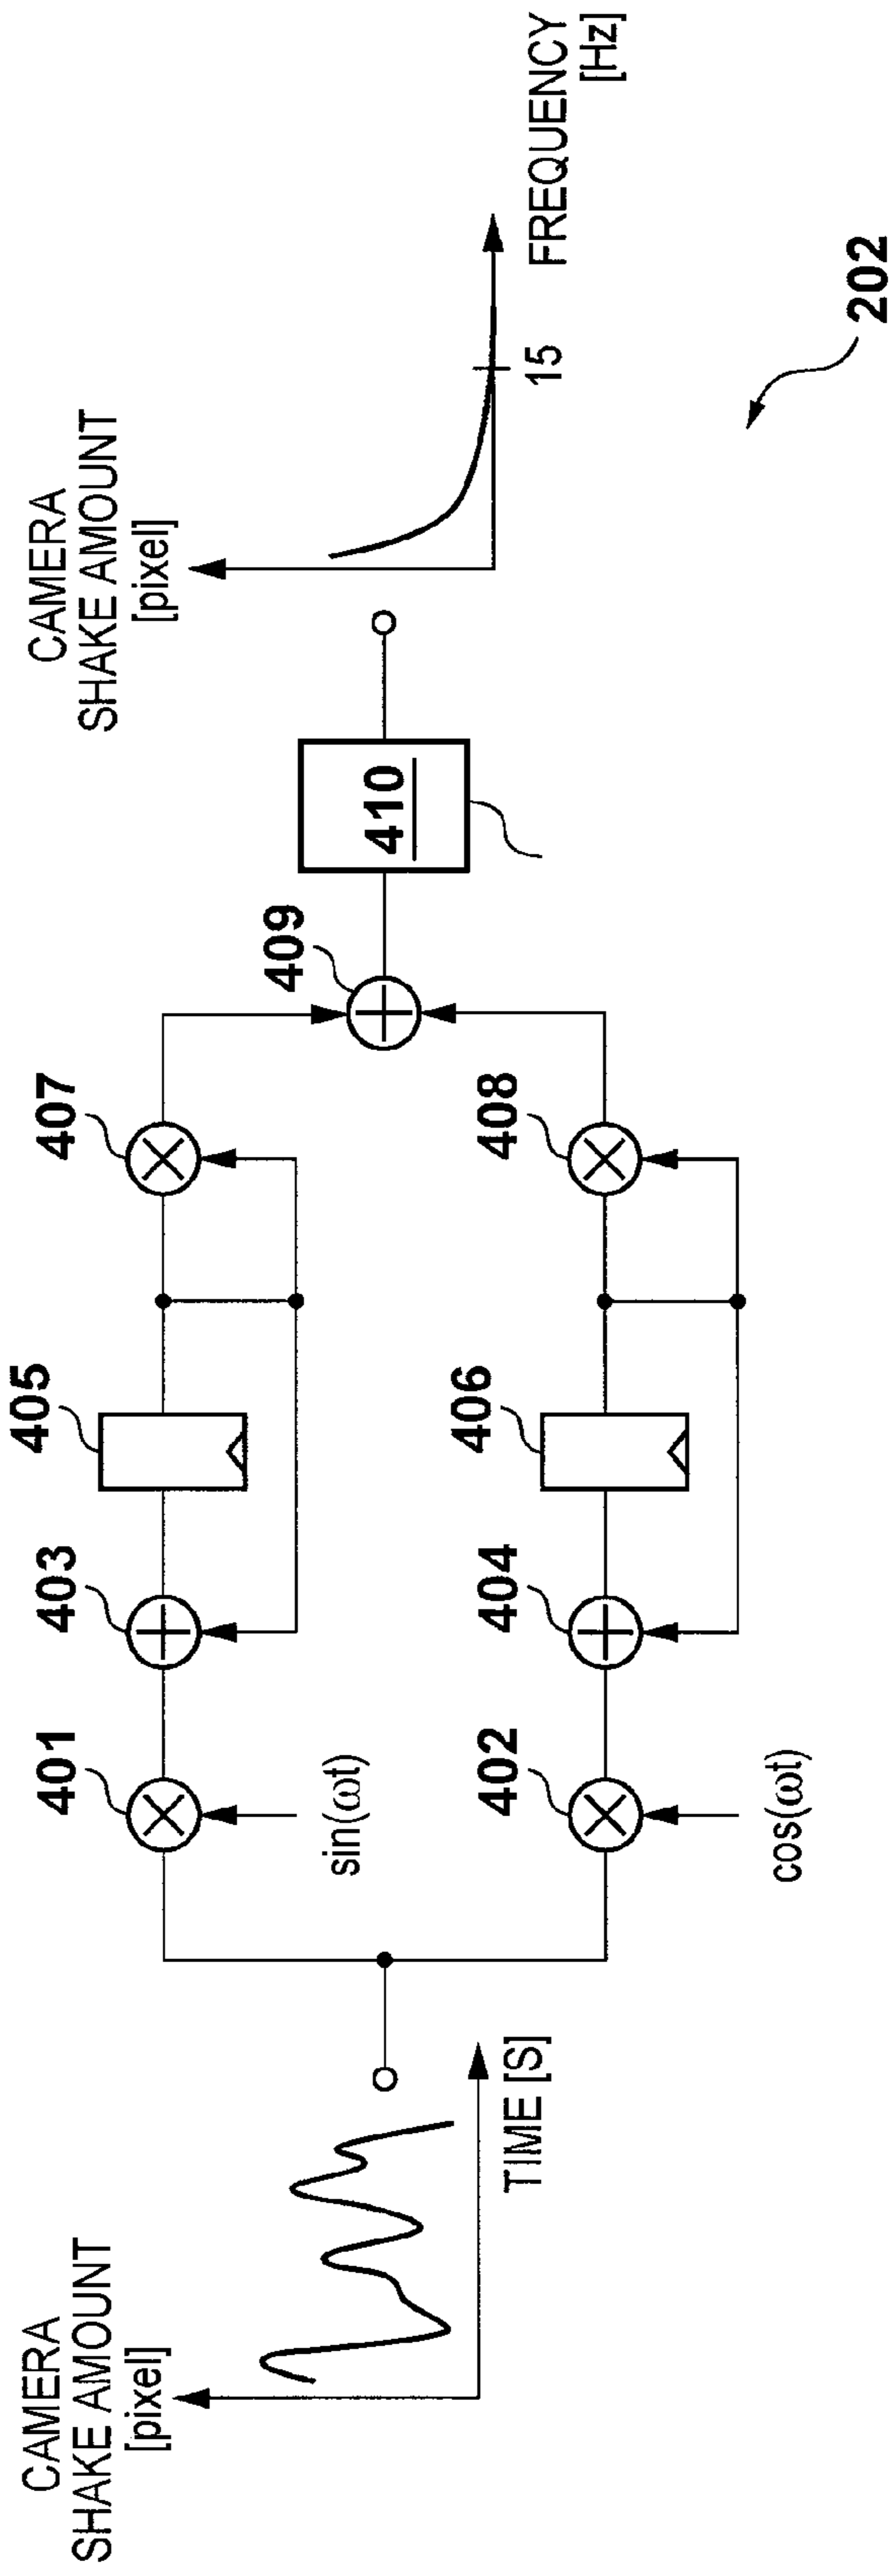 CAMERA
SHAKE AMOUNT
[pixel]
TIME [S]
401
sin(ωt)
403
405
407
402
cos(ωt)
404
406
408
409
410
CAMERA
SHAKE AMOUNT
[pixel]
15
FREQUENCY
[Hz]
202